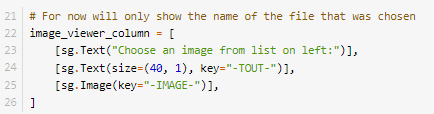 21 # For now will only show the name of the file that was chosen
22 image_viewer_column = [
23     [sg.Text("Choose an image from list on left:")],
24     [sg.Text(size=(40, 1), key="-TOUT-")],
25     [sg.Image(key="-IMAGE-")],
26 ]